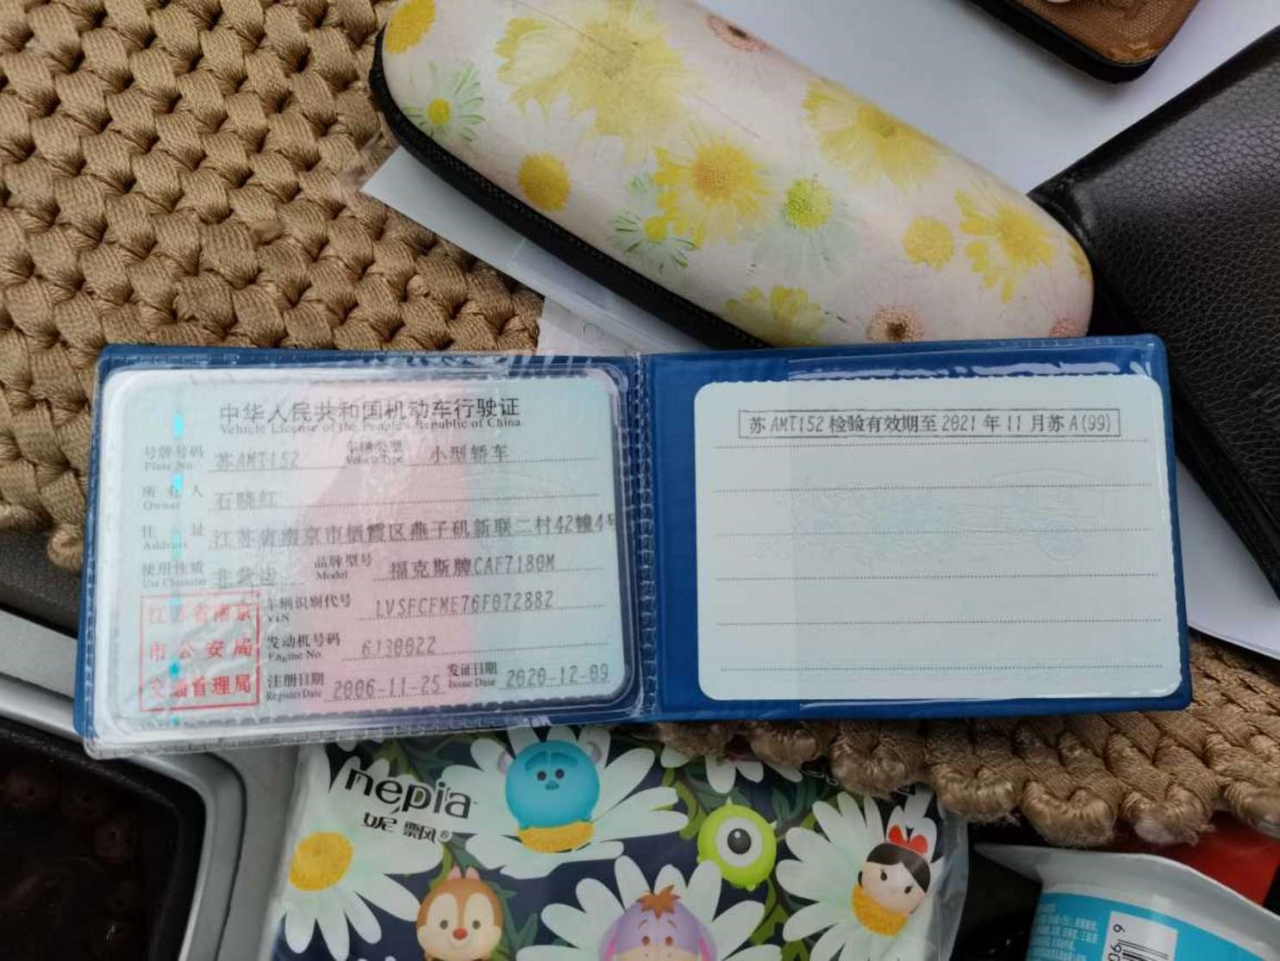 中华人民共和国机动车行驶证
Vehicle License of the People's Republic of China
号牌号码 苏AMT152 车辆类型 小型轿车
Plate No. Vehicle Type
所有人 石晓红
Owner
住址 江苏省南京市栖霞区燕子矶新联二村42幢4号
Address
使用性质 非营运 品牌型号 福克斯牌CAF7180M
Use Character Model
江苏省南京
市公安局
交通管理局
车辆识别代号 LVSFCFME76F072882
VIN
发动机号码 6130022
Engine No.
注册日期 2006-11-25 发证日期 2020-12-09
Register Date Issue Date
苏AMT152检验有效期至2021年11月苏A(99)
nepia
妮飘